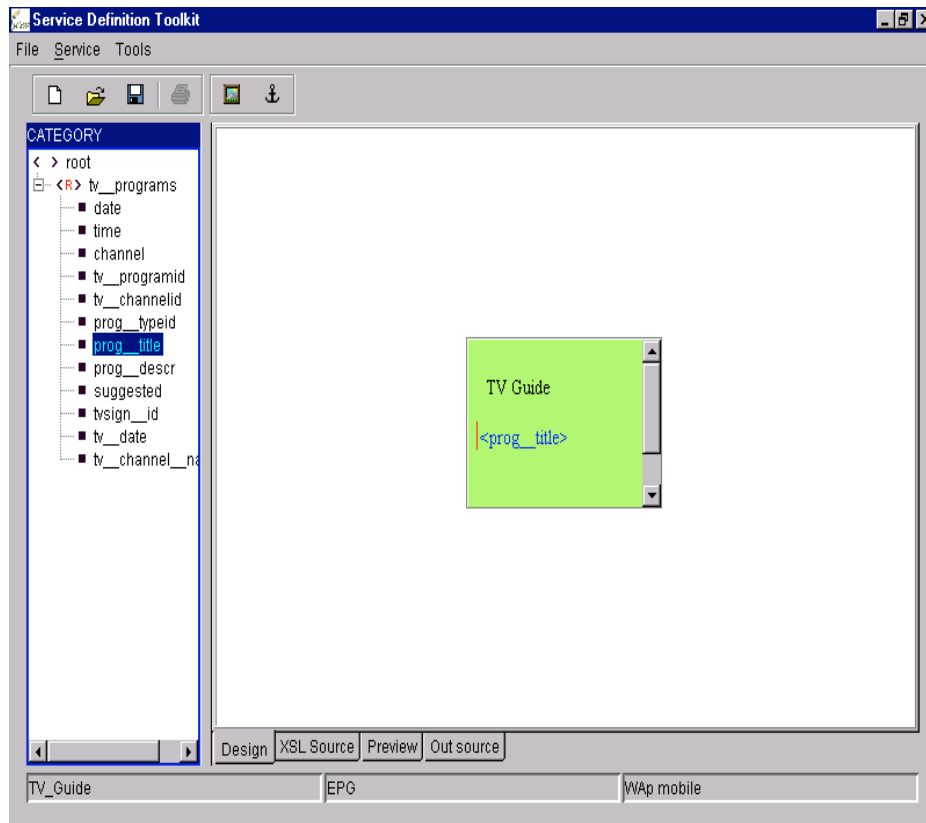 Service Definition Toolkit
File Service Tools
CATEGORY
< > root
<R> tv__programs
date
time
channel
tv__programid
tv__channelid
prog__typeid
prog__title
prog__descr
suggested
tvsign__id
tv__date
tv__channel__na
TV Guide
<prog__title>
Design XSL Source Preview Out source
TV_Guide EPG WAp mobile